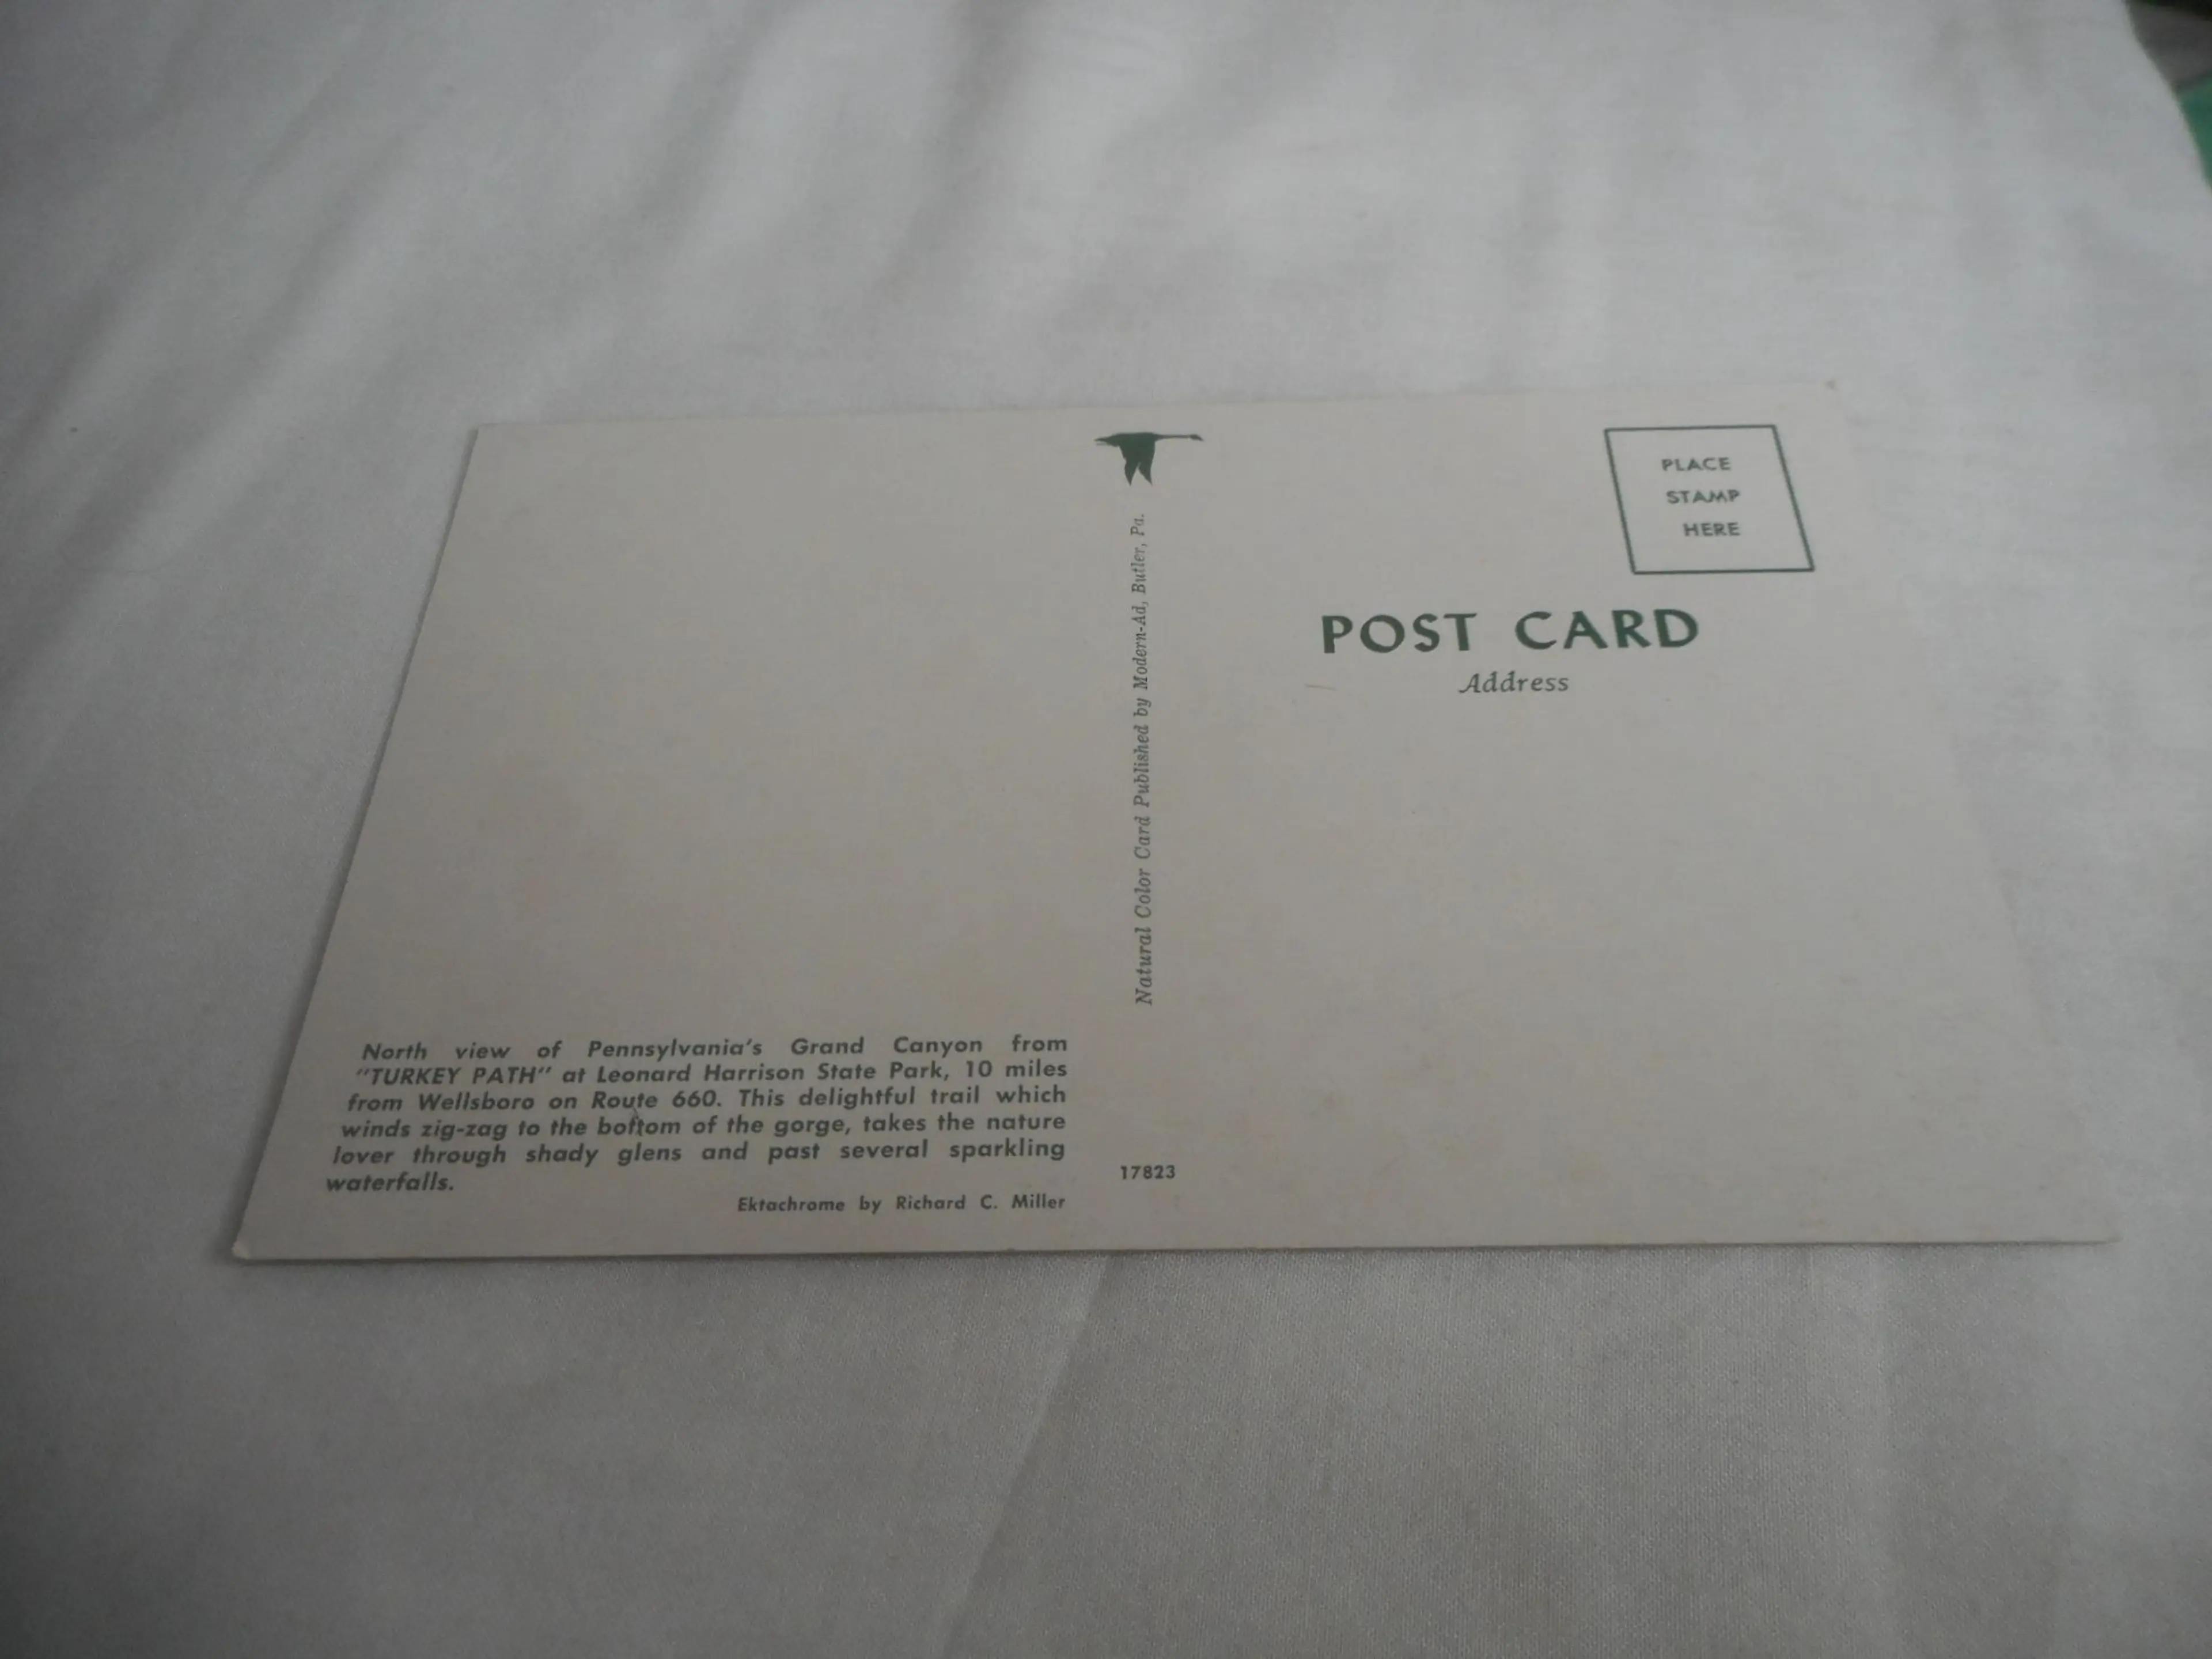 North view of Pennsylvania's Grand Canyon from
"TURKEY PATH" at Leonard Harrison State Park, 10 miles
from Wellsboro on Route 660. This delightful trail which
winds zig-zag to the bottom of the gorge, takes the nature
lover through shady glens and past several sparkling
waterfalls.
Ektachrome by Richard C. Miller
Natural Color Card Published by Modern-Ad, Butler, Pa.
17823
PLACE
STAMP
HERE
POST CARD
Address